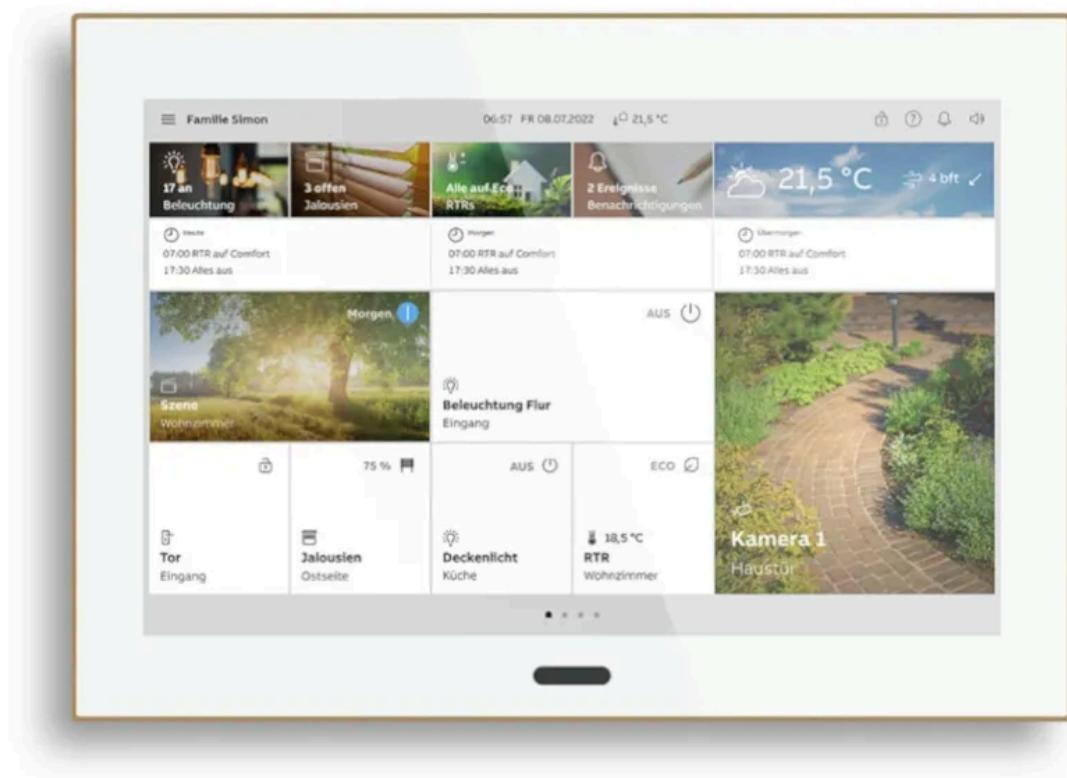 Familie Simon
06:57 FR 08.07.2022 21,5 °C
17 an
Beleuchtung
3 offen
Jalousien
Alle auf Eco
RTRs
2 Ereignisse
Benachrichtigungen
21,5 °C
4 bft
Heute
07:00 RTR auf Comfort
17:30 Alles aus
Morgen
07:00 RTR auf Comfort
17:30 Alles aus
Übermorgen
07:00 RTR auf Comfort
17:30 Alles aus
Morgen
Szene
Wohnzimmer
AUS
Beleuchtung Flur
Eingang
Kamera 1
Haustür
Tor
Eingang
75 %
Jalousien
Ostseite
AUS
Deckenlicht
Küche
ECO
18,5 °C
RTR
Wohnzimmer